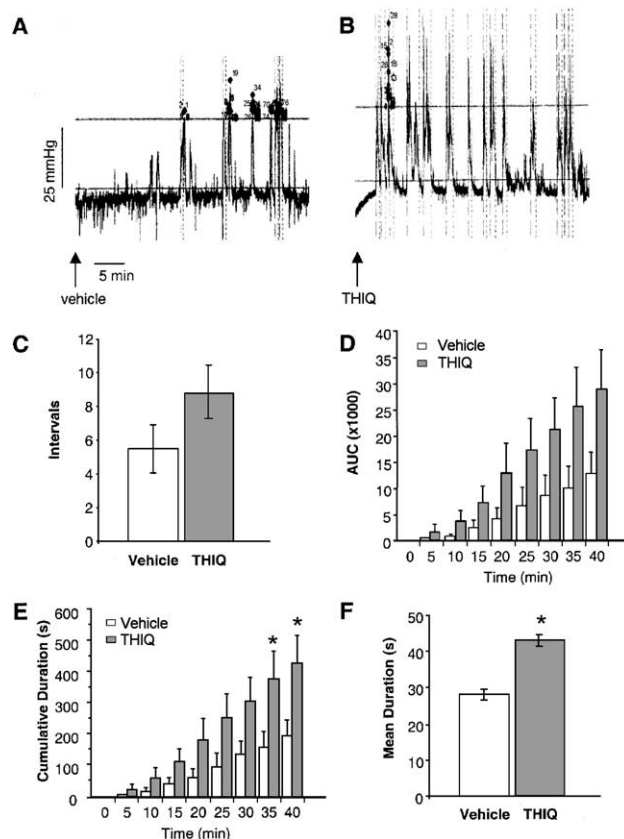 A
B
25 mmHg
5 min
vehicle
THIQ
19
34
28
C
Intervals
12
10
8
6
4
2
0
Vehicle THIQ
D
Vehicle
THIQ
AUC (x1000)
40
35
30
25
20
15
10
5
0
0 5 10 15 20 25 30 35 40
Time (min)
E
Vehicle
THIQ
Cumulative Duration (s)
600
500
400
300
200
100
0 5 10 15 20 25 30 35 40
Time (min)
* *
F
Mean Duration (s)
50
40
30
20
10
0
*
Vehicle THIQ